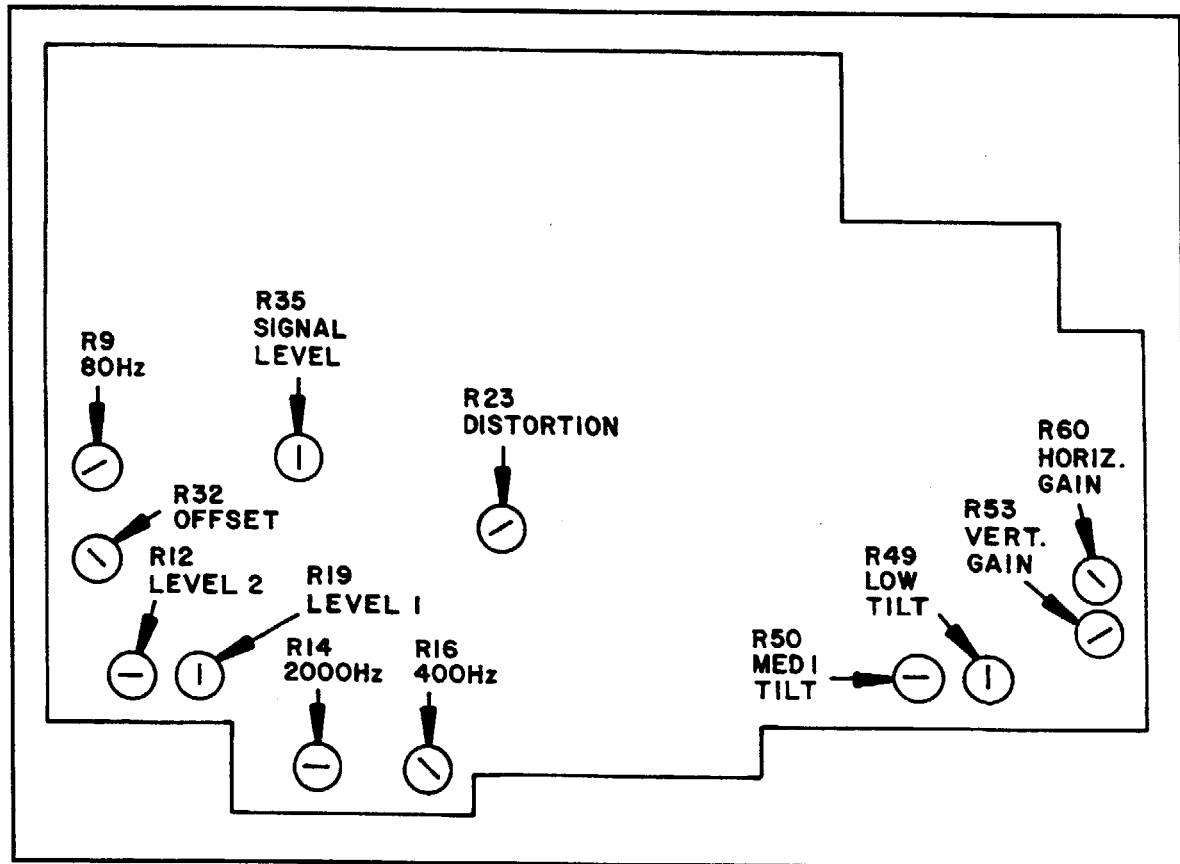 R35
SIGNAL
LEVEL
R9
80Hz
R23
DISTORTION
R60
HORIZ.
GAIN
R32
OFFSET
R53
VERT.
GAIN
R12
LEVEL 2
R19
LEVEL 1
R49
LOW
TILT
R14
2000Hz
R16
400Hz
R50
MED 1
TILT